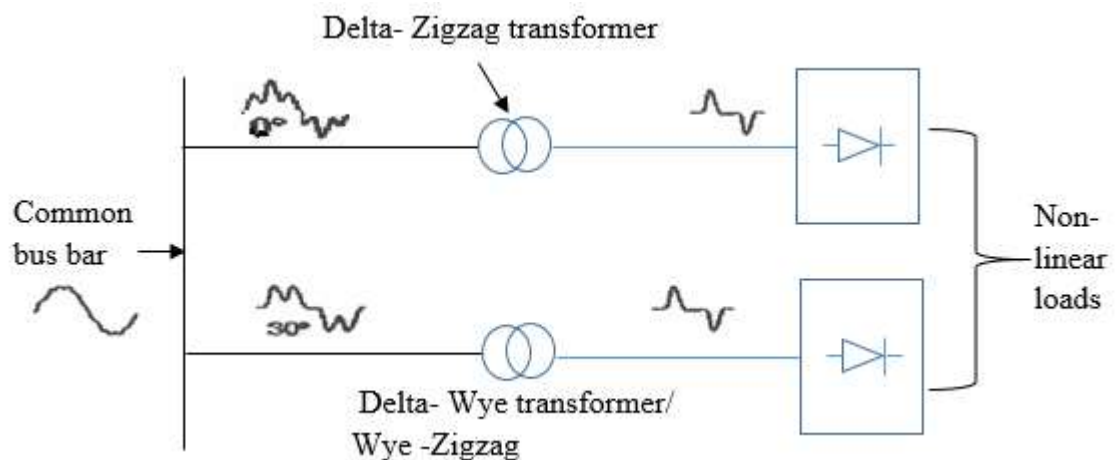 Delta- Zigzag transformer
0°
Common
bus bar
Non-
linear
loads
30°
Delta- Wye transformer/
Wye -Zigzag